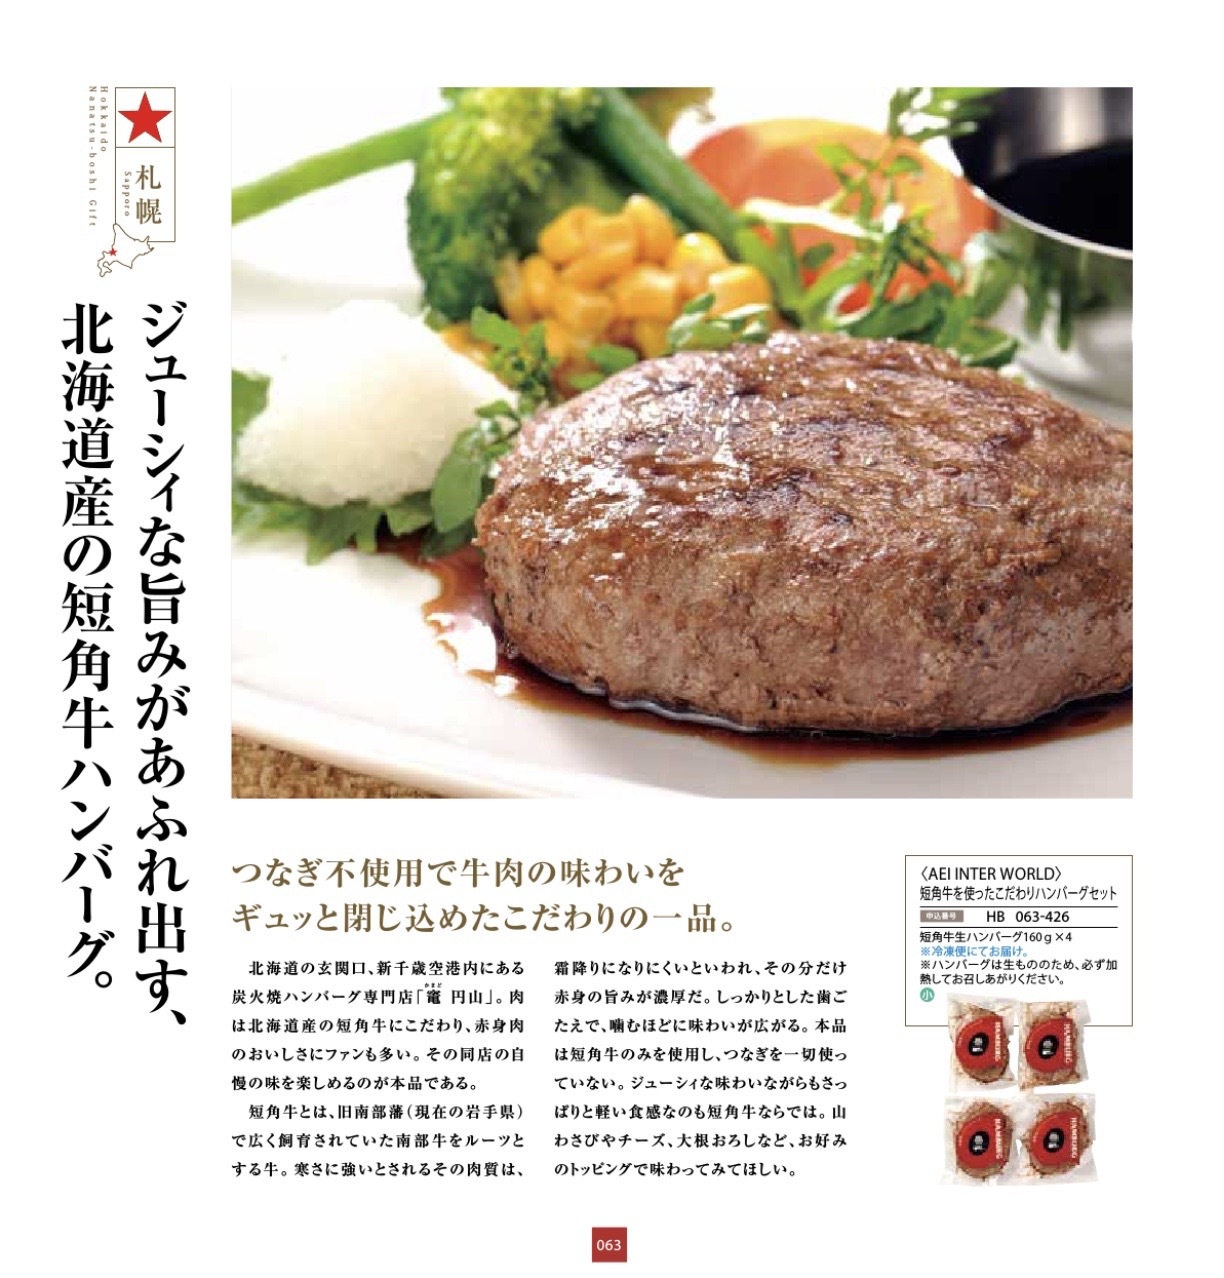 Hokkaido
Nanatsu-boshi Gift
札幌
Sapporo
ジューシィな旨みがあふれ出す、
北海道産の短角牛ハンバーグ。
つなぎ不使用で牛肉の味わいを
ギュッと閉じ込めたこだわりの一品。
北海道の玄関口、新千歳空港内にある
炭火焼ハンバーグ専門店「竈 円山」。肉
かまど
は北海道産の短角牛にこだわり、赤身肉
のおいしさにファンも多い。その同店の自
慢の味を楽しめるのが本品である。
短角牛とは、旧南部藩（現在の岩手県）
で広く飼育されていた南部牛をルーツと
する牛。寒さに強いとされるその肉質は、
霜降りになりにくいといわれ、その分だけ
赤身の旨みが濃厚だ。しっかりとした歯ご
たえで、噛むほどに味わいが広がる。本品
は短角牛のみを使用し、つなぎを一切使っ
ていない。ジューシィな味わいながらもさっ
ぱりと軽い食感なのも短角牛ならでは。山
わさびやチーズ、大根おろしなど、お好み
のトッピングで味わってみてほしい。
〈AEI INTER WORLD〉
短角牛を使ったこだわりハンバーグセット
申込番号 HB 063-426
短角牛生ハンバーグ160g×4
※冷凍便にてお届け。
※ハンバーグは生もののため、必ず加
熱してお召しあがりください。
小
HAMBURG
HAMBURG
HAMBURG
HAMBURG
063